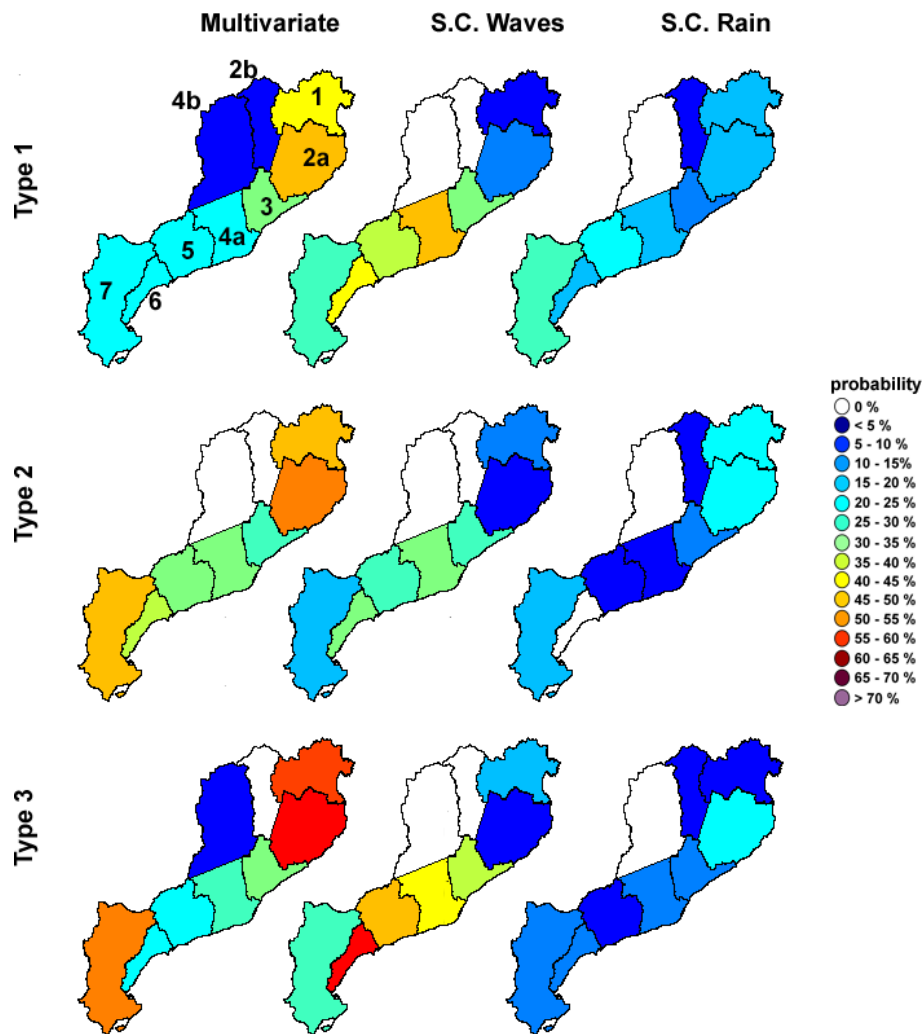 Multivariate S.C. Waves S.C. Rain
Type 1
2b
1
4b
2a
3
4a
5
7
6
Type 2
probability
0 %
< 5 %
5 - 10 %
10 - 15%
15 - 20 %
20 - 25 %
25 - 30 %
30 - 35 %
35 - 40 %
40 - 45 %
45 - 50 %
50 - 55 %
55 - 60 %
60 - 65 %
65 - 70 %
> 70 %
Type 3